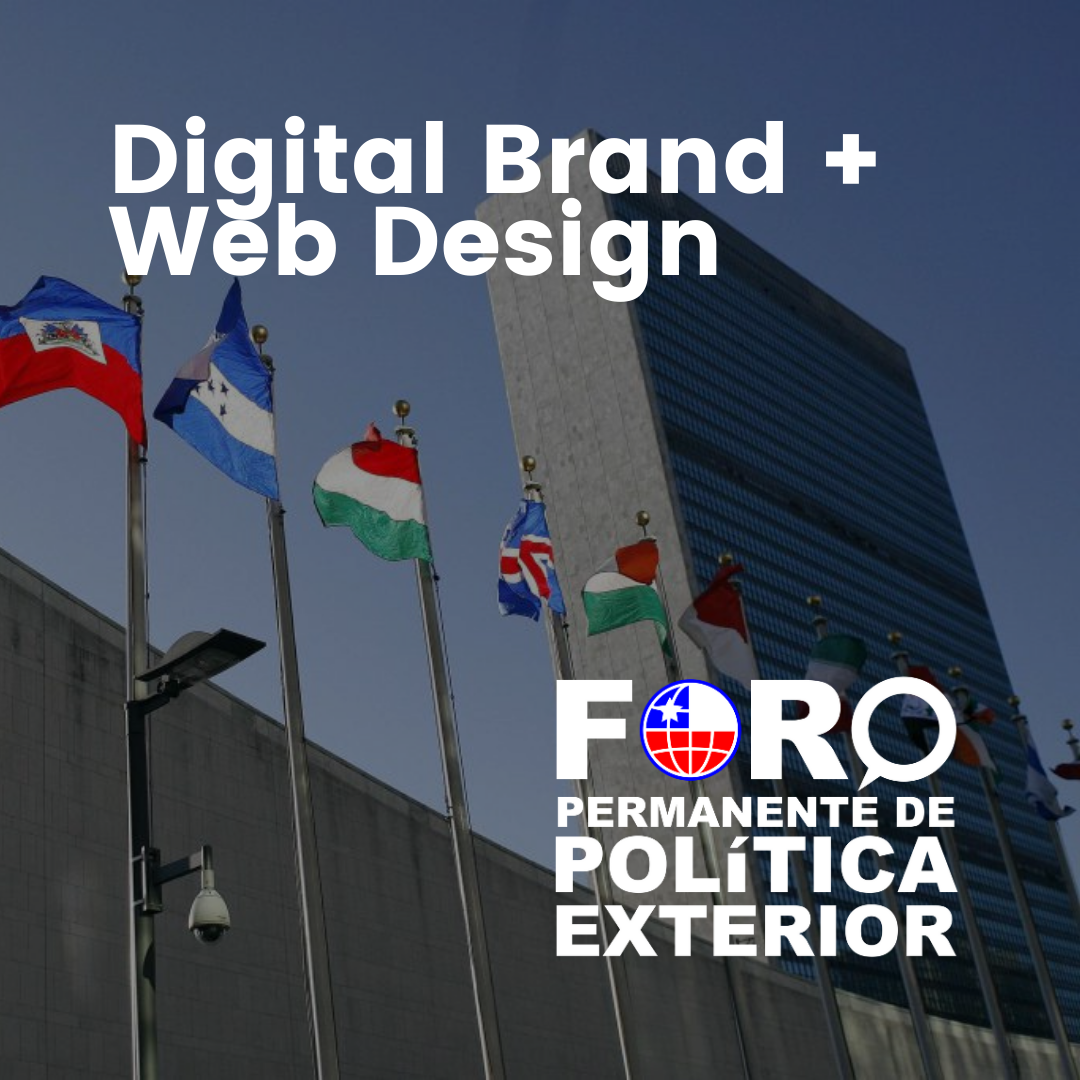 Digital Brand +
Web Design
FORO
PERMANENTE DE
POLíTICA
EXTERIOR